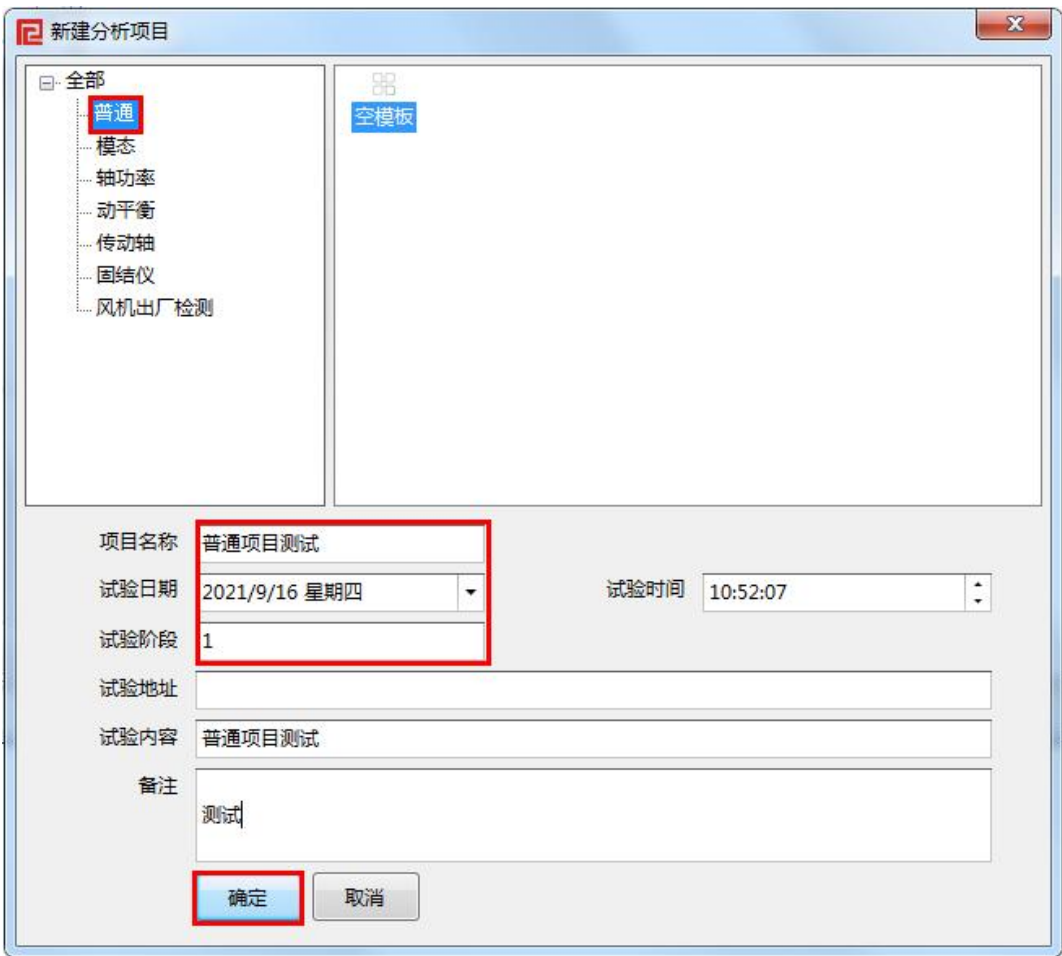 新建分析项目
全部
普通
模态
轴功率
动平衡
传动轴
固结仪
风机出厂检测
空模板
项目名称 普通项目测试
试验日期 2021/9/16 星期四 试验时间 10:52:07
试验阶段 1
试验地址
试验内容 普通项目测试
备注
测试
确定 取消